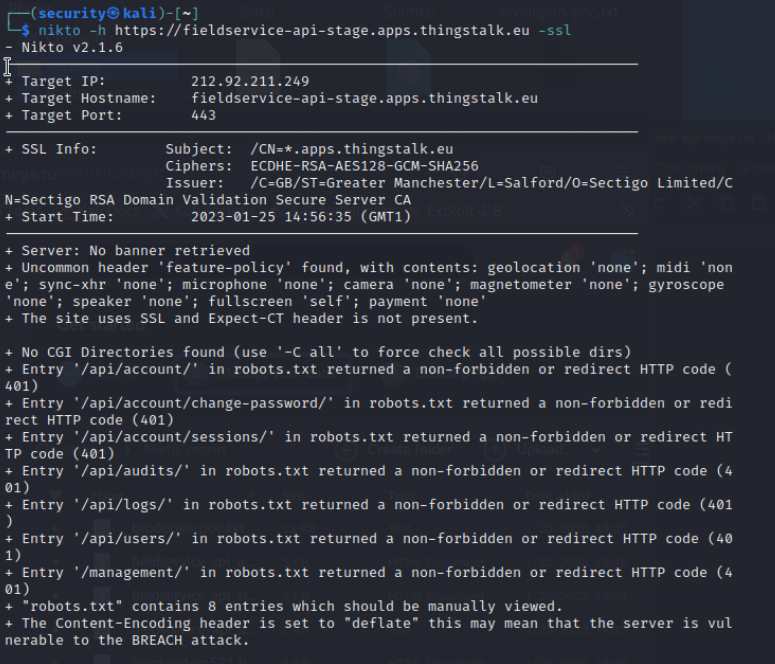 ┌──(security㉿kali)-[~]
└─$ nikto -h https://fieldservice-api-stage.apps.thingstalk.eu -ssl
- Nikto v2.1.6
+ Target IP:          212.92.211.249
+ Target Hostname:    fieldservice-api-stage.apps.thingstalk.eu
+ Target Port:        443
+ SSL Info:        Subject:  /CN=*.apps.thingstalk.eu
                   Ciphers:  ECDHE-RSA-AES128-GCM-SHA256
                   Issuer:   /C=GB/ST=Greater Manchester/L=Salford/O=Sectigo Limited/C
N=Sectigo RSA Domain Validation Secure Server CA
+ Start Time:         2023-01-25 14:56:35 (GMT1)
+ Server: No banner retrieved
+ Uncommon header 'feature-policy' found, with contents: geolocation 'none'; midi 'non
e'; sync-xhr 'none'; microphone 'none'; camera 'none'; magnetometer 'none'; gyroscope
'none'; speaker 'none'; fullscreen 'self'; payment 'none'
+ The site uses SSL and Expect-CT header is not present.
+ No CGI Directories found (use '-C all' to force check all possible dirs)
+ Entry '/api/account/' in robots.txt returned a non-forbidden or redirect HTTP code (
401)
+ Entry '/api/account/change-password/' in robots.txt returned a non-forbidden or redi
rect HTTP code (401)
+ Entry '/api/account/sessions/' in robots.txt returned a non-forbidden or redirect HT
TP code (401)
+ Entry '/api/audits/' in robots.txt returned a non-forbidden or redirect HTTP code (4
01)
+ Entry '/api/logs/' in robots.txt returned a non-forbidden or redirect HTTP code (401
)
+ Entry '/api/users/' in robots.txt returned a non-forbidden or redirect HTTP code (40
1)
+ Entry '/management/' in robots.txt returned a non-forbidden or redirect HTTP code (4
01)
+ "robots.txt" contains 8 entries which should be manually viewed.
+ The Content-Encoding header is set to "deflate" this may mean that the server is vul
nerable to the BREACH attack.